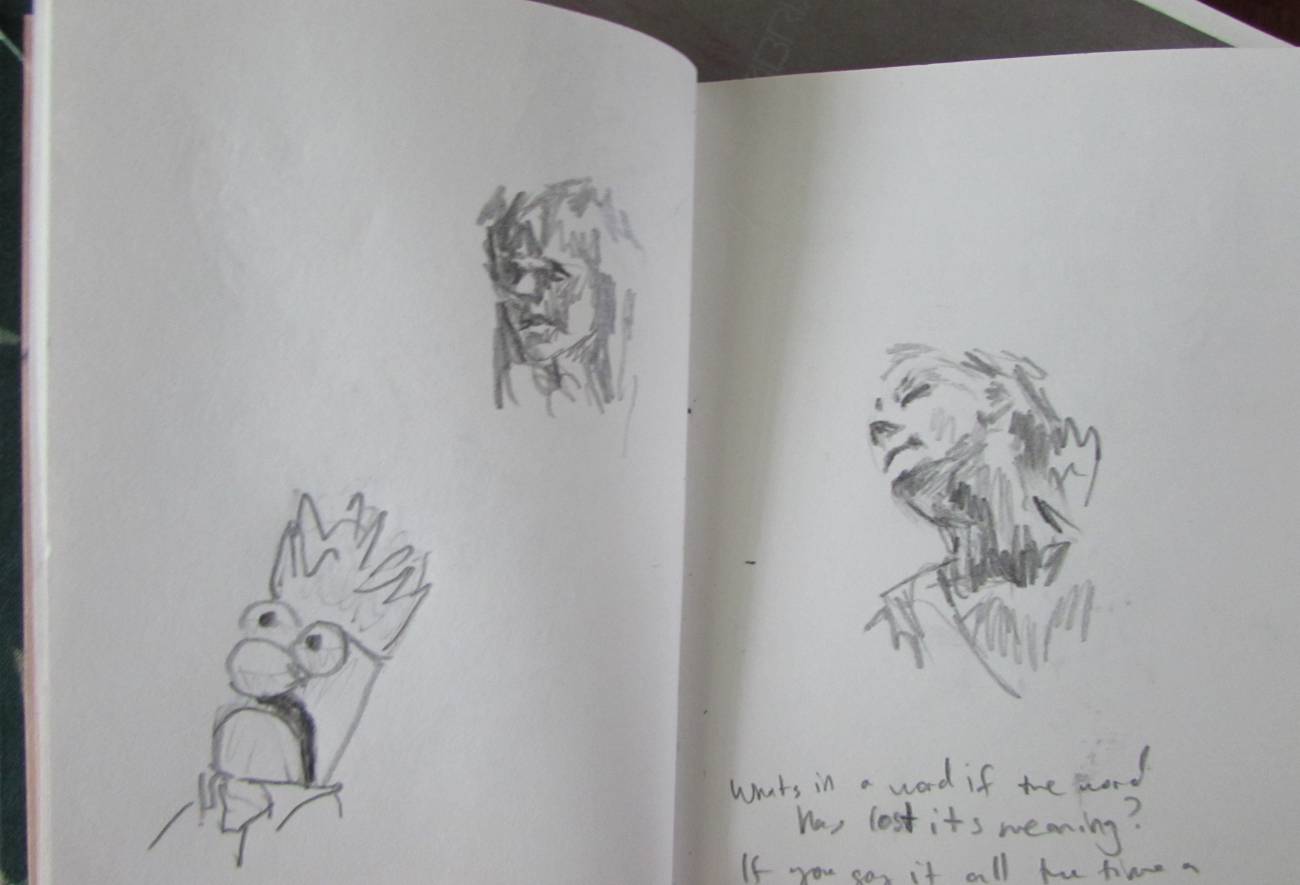 Whats in a word if the word
has lost its meaning?
If you say it all the time a